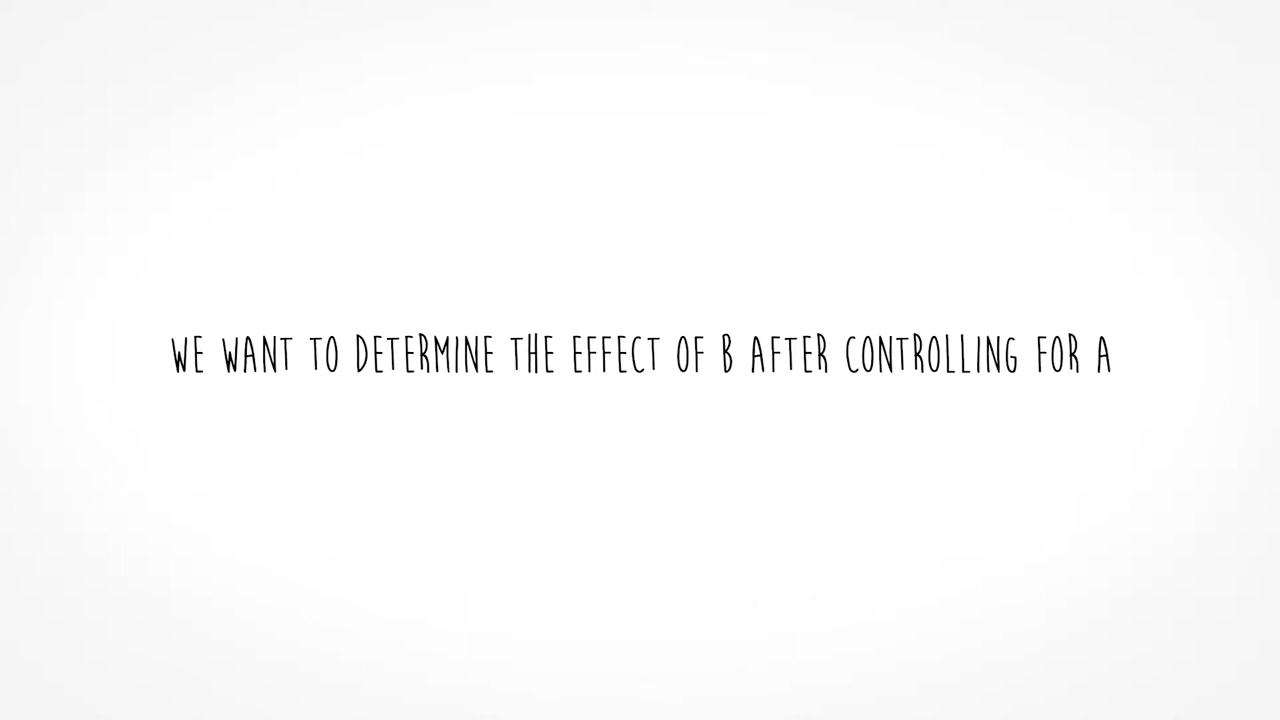 WE WANT TO DETERMINE THE EFFECT OF B AFTER CONTROLLING FOR A